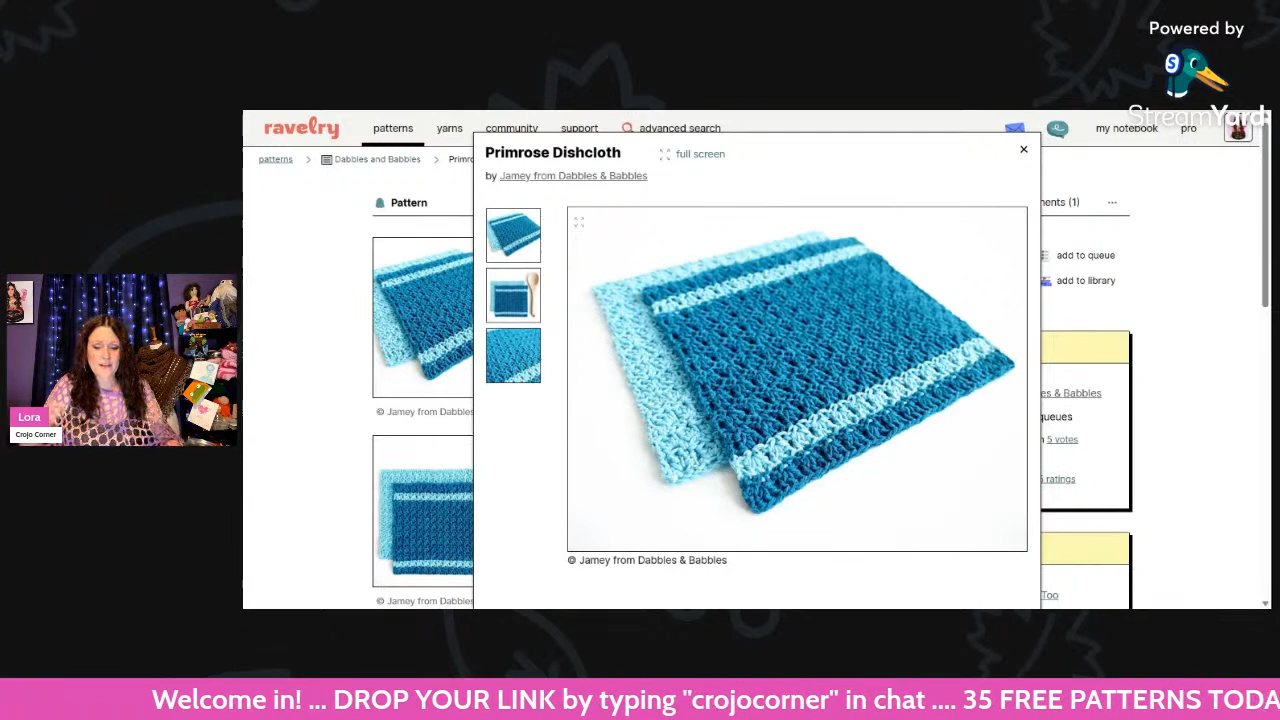 Powered by
StreamYard
ravelry
patterns
yarns
community
support
advanced search
my notebook
pro
patterns > Dabbles and Babbles > Primro
Primrose Dishcloth
full screen
by Jamey from Dabbles & Babbles
Pattern
ments (1)
add to queue
add to library
es & Babbles
queues
5 votes
ratings
© Jamey from Dabbles
© Jamey from Dabbles & Babbles
© Jamey from Dabbles
Too
Lora
Crojo Corner
Welcome in! ... DROP YOUR LINK by typing "crojocorner" in chat .... 35 FREE PATTERNS TODA